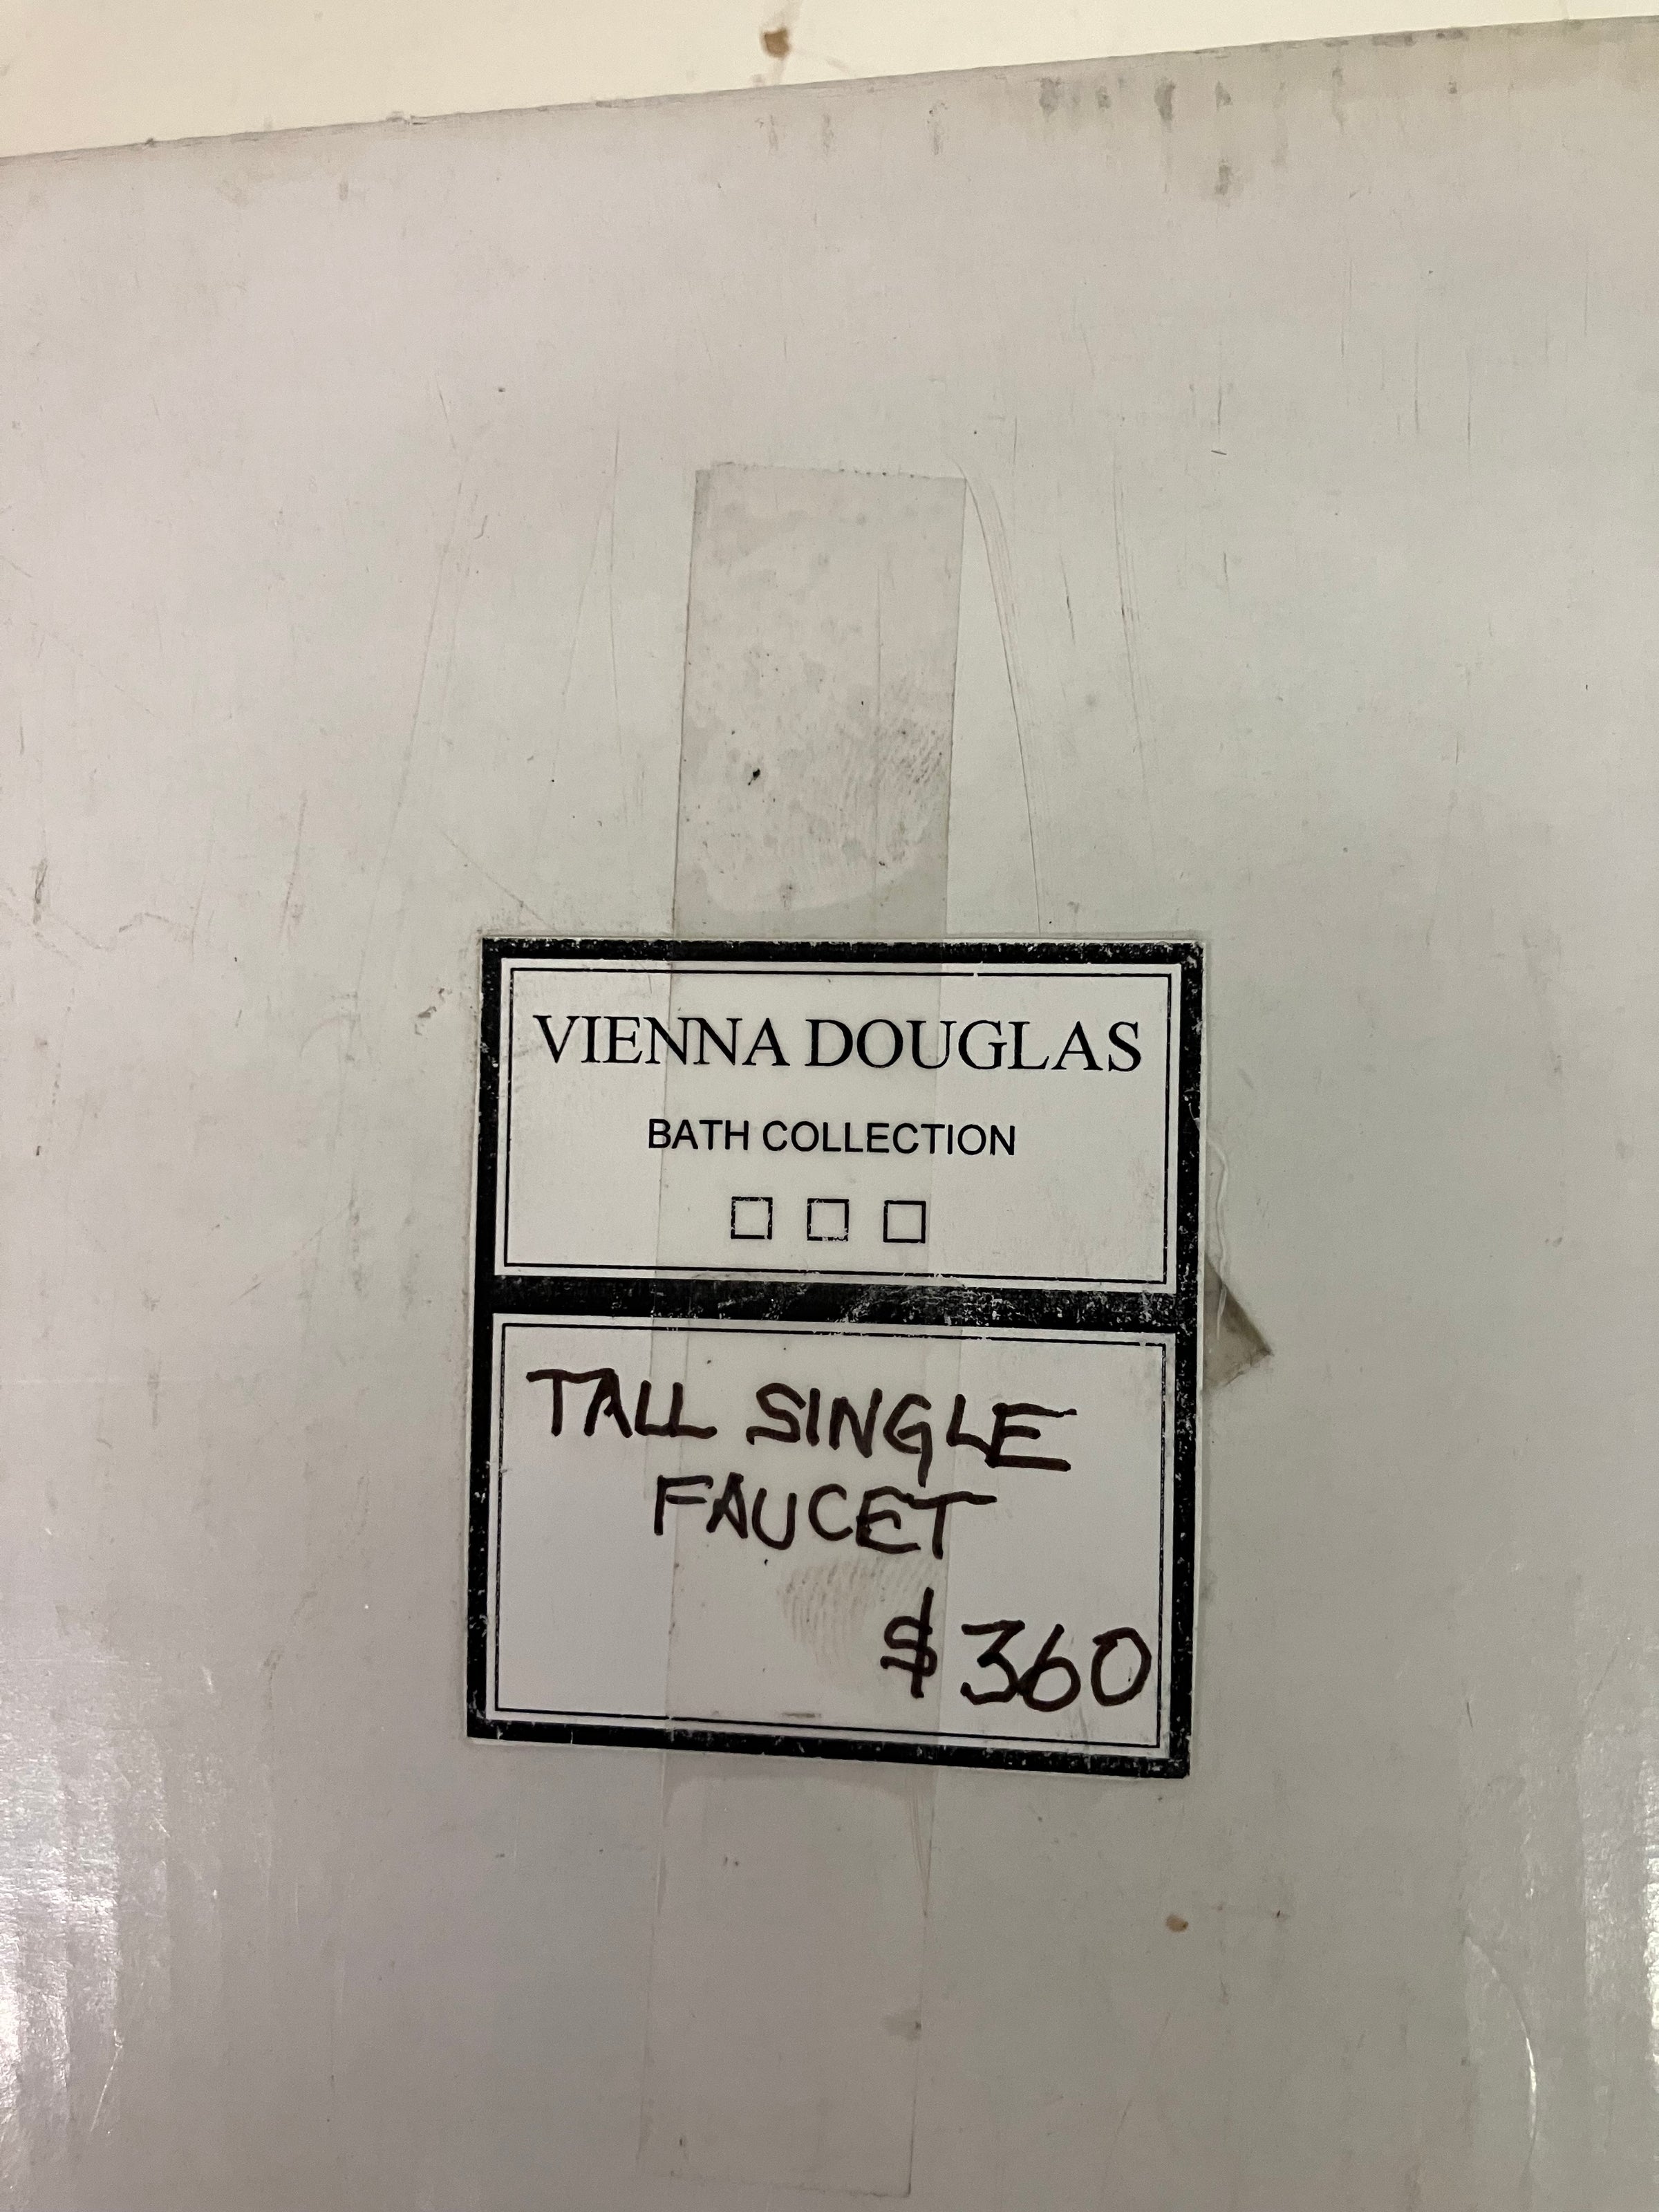 VIENNA DOUGLAS
BATH COLLECTION
TALL SINGLE
FAUCET
$360